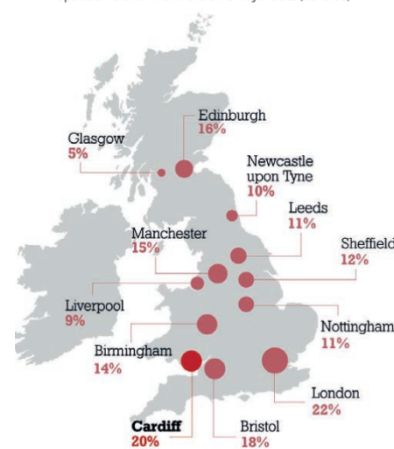 Edinburgh
16%
Glasgow
5%
Newcastle
upon Tyne
10%
Leeds
11%
Manchester
15%
Sheffield
12%
Liverpool
9%
Nottingham
11%
Birmingham
14%
London
22%
Cardiff
20%
Bristol
18%